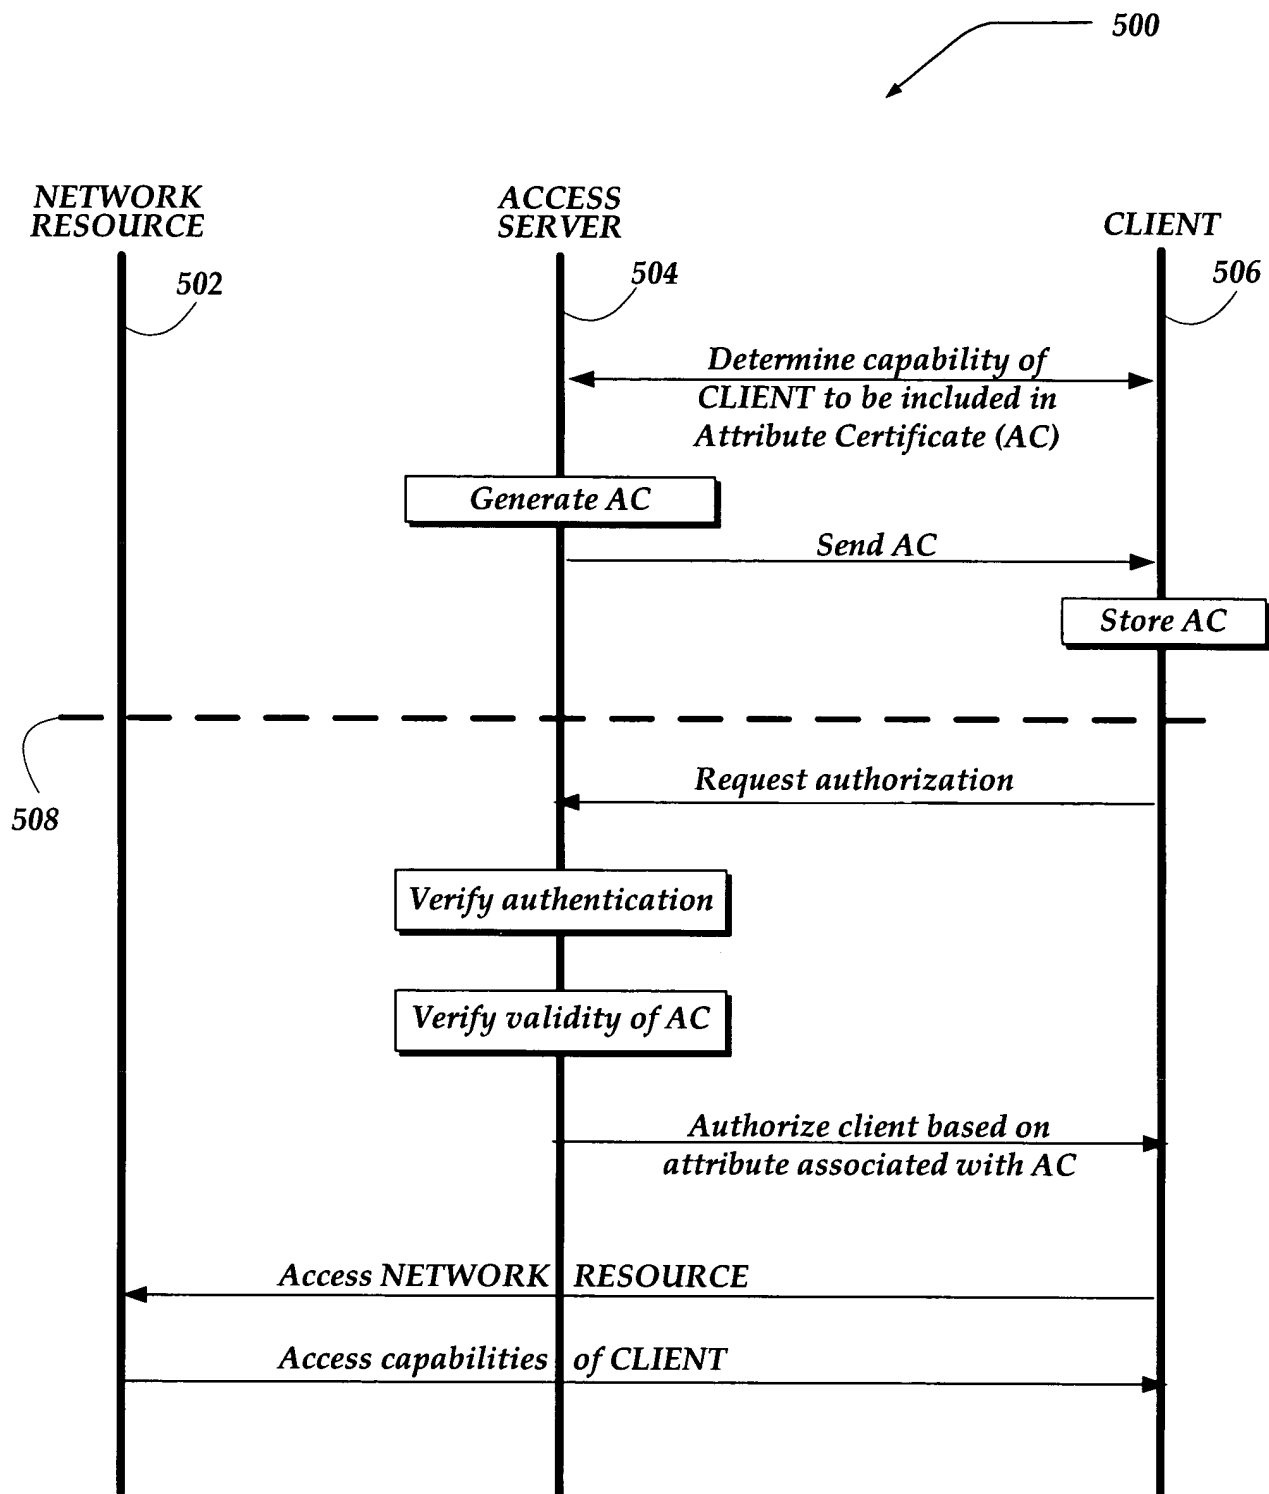 500
NETWORK
RESOURCE
ACCESS
SERVER
CLIENT
502
504
506
Determine capability of
CLIENT to be included in
Attribute Certificate (AC)
Generate AC
Send AC
Store AC
508
Request authorization
Verify authentication
Verify validity of AC
Authorize client based on
attribute associated with AC
Access NETWORK RESOURCE
Access capabilities of CLIENT